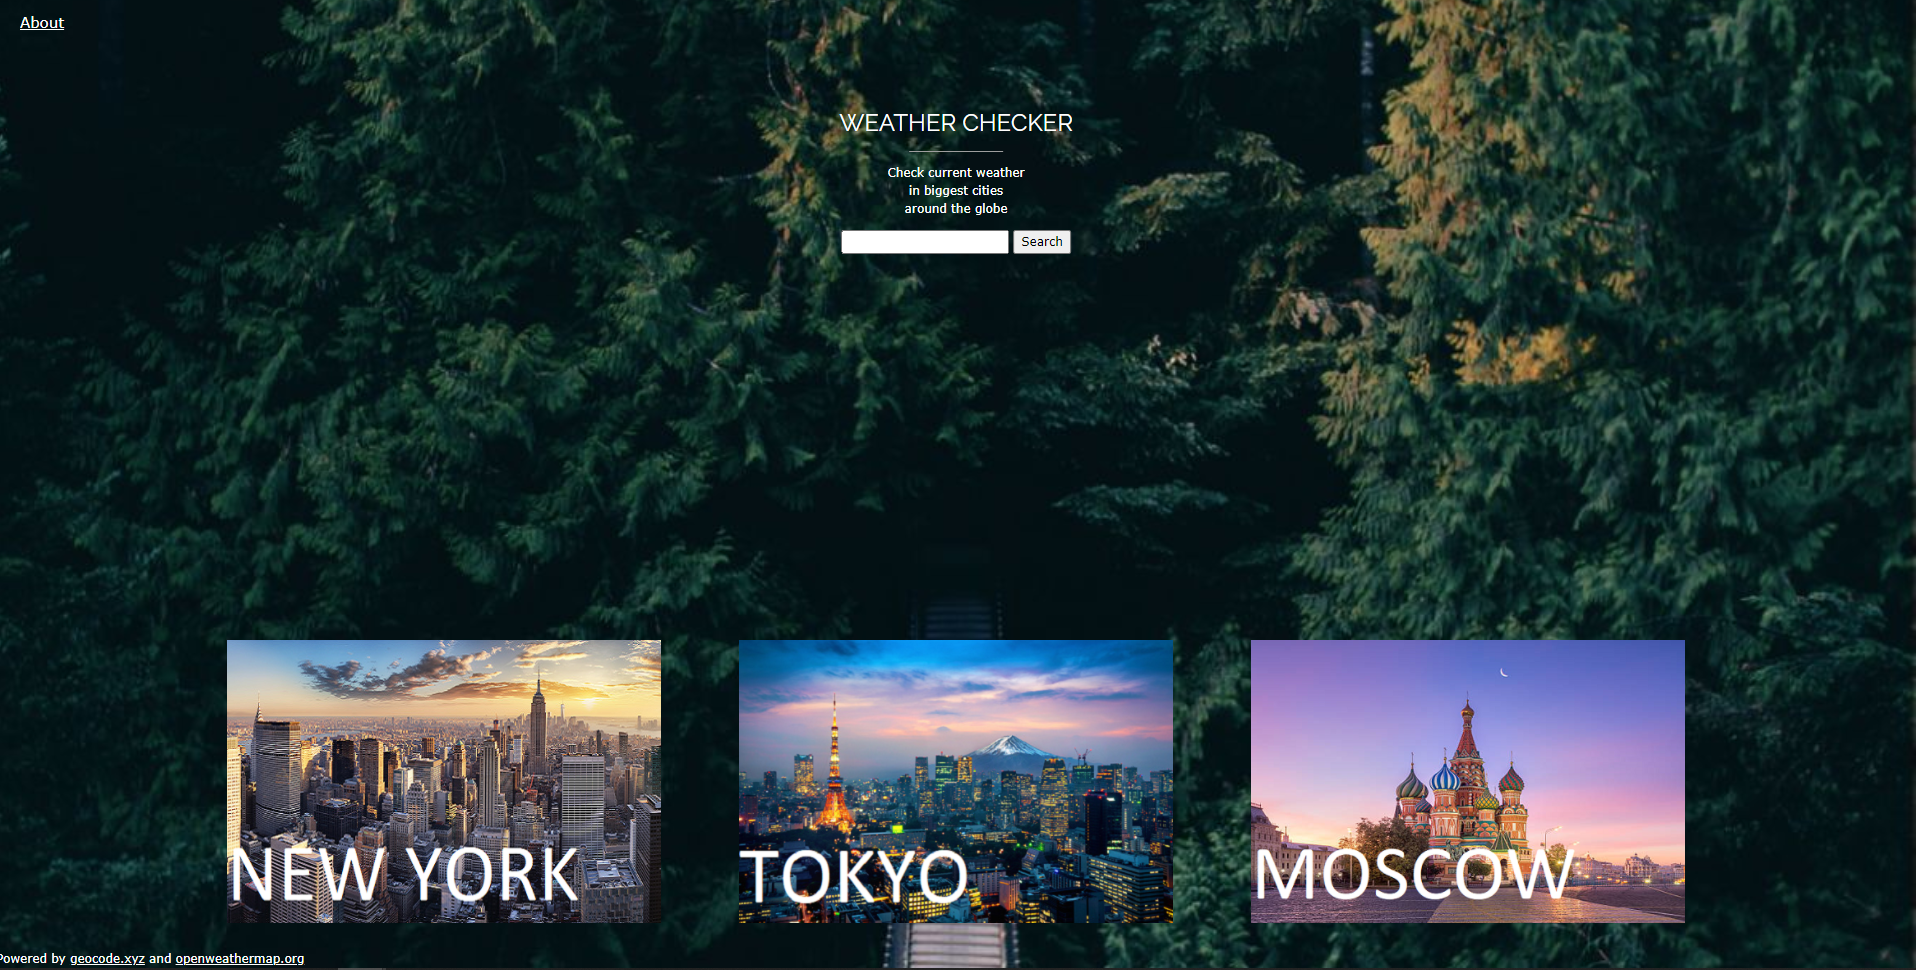 About
WEATHER CHECKER
Check current weather
in biggest cities
around the globe
Search
NEW YORK
TOKYO
MOSCOW
Powered by geocode.xyz and openweathermap.org